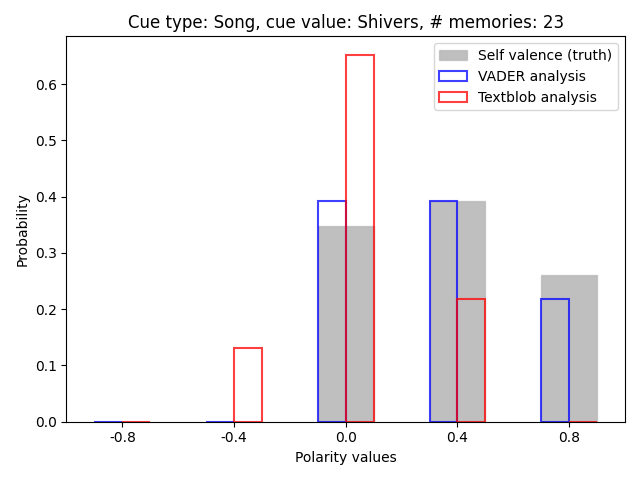 Cue type: Song, cue value: Shivers, # memories: 23
Self valence (truth)
VADER analysis
Textblob analysis
Probability
0.6
0.5
0.4
0.3
0.2
0.1
0.0
-0.8 -0.4 0.0 0.4 0.8
Polarity values